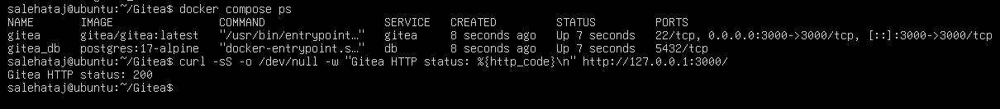 salehataj@ubuntu:~/Gitea$ docker compose ps
NAME IMAGE COMMAND SERVICE CREATED STATUS PORTS
gitea gitea/gitea:latest "/usr/bin/entrypoint…" gitea 8 seconds ago Up 7 seconds 22/tcp, 0.0.0.0:3000->3000/tcp, [::]:3000->3000/tcp
gitea_db postgres:17-alpine "docker-entrypoint.s…" db 8 seconds ago Up 7 seconds 5432/tcp
salehataj@ubuntu:~/Gitea$ curl -sS -o /dev/null -w "Gitea HTTP status: %{http_code}\n" http://127.0.0.1:3000/
Gitea HTTP status: 200
salehataj@ubuntu:~/Gitea$